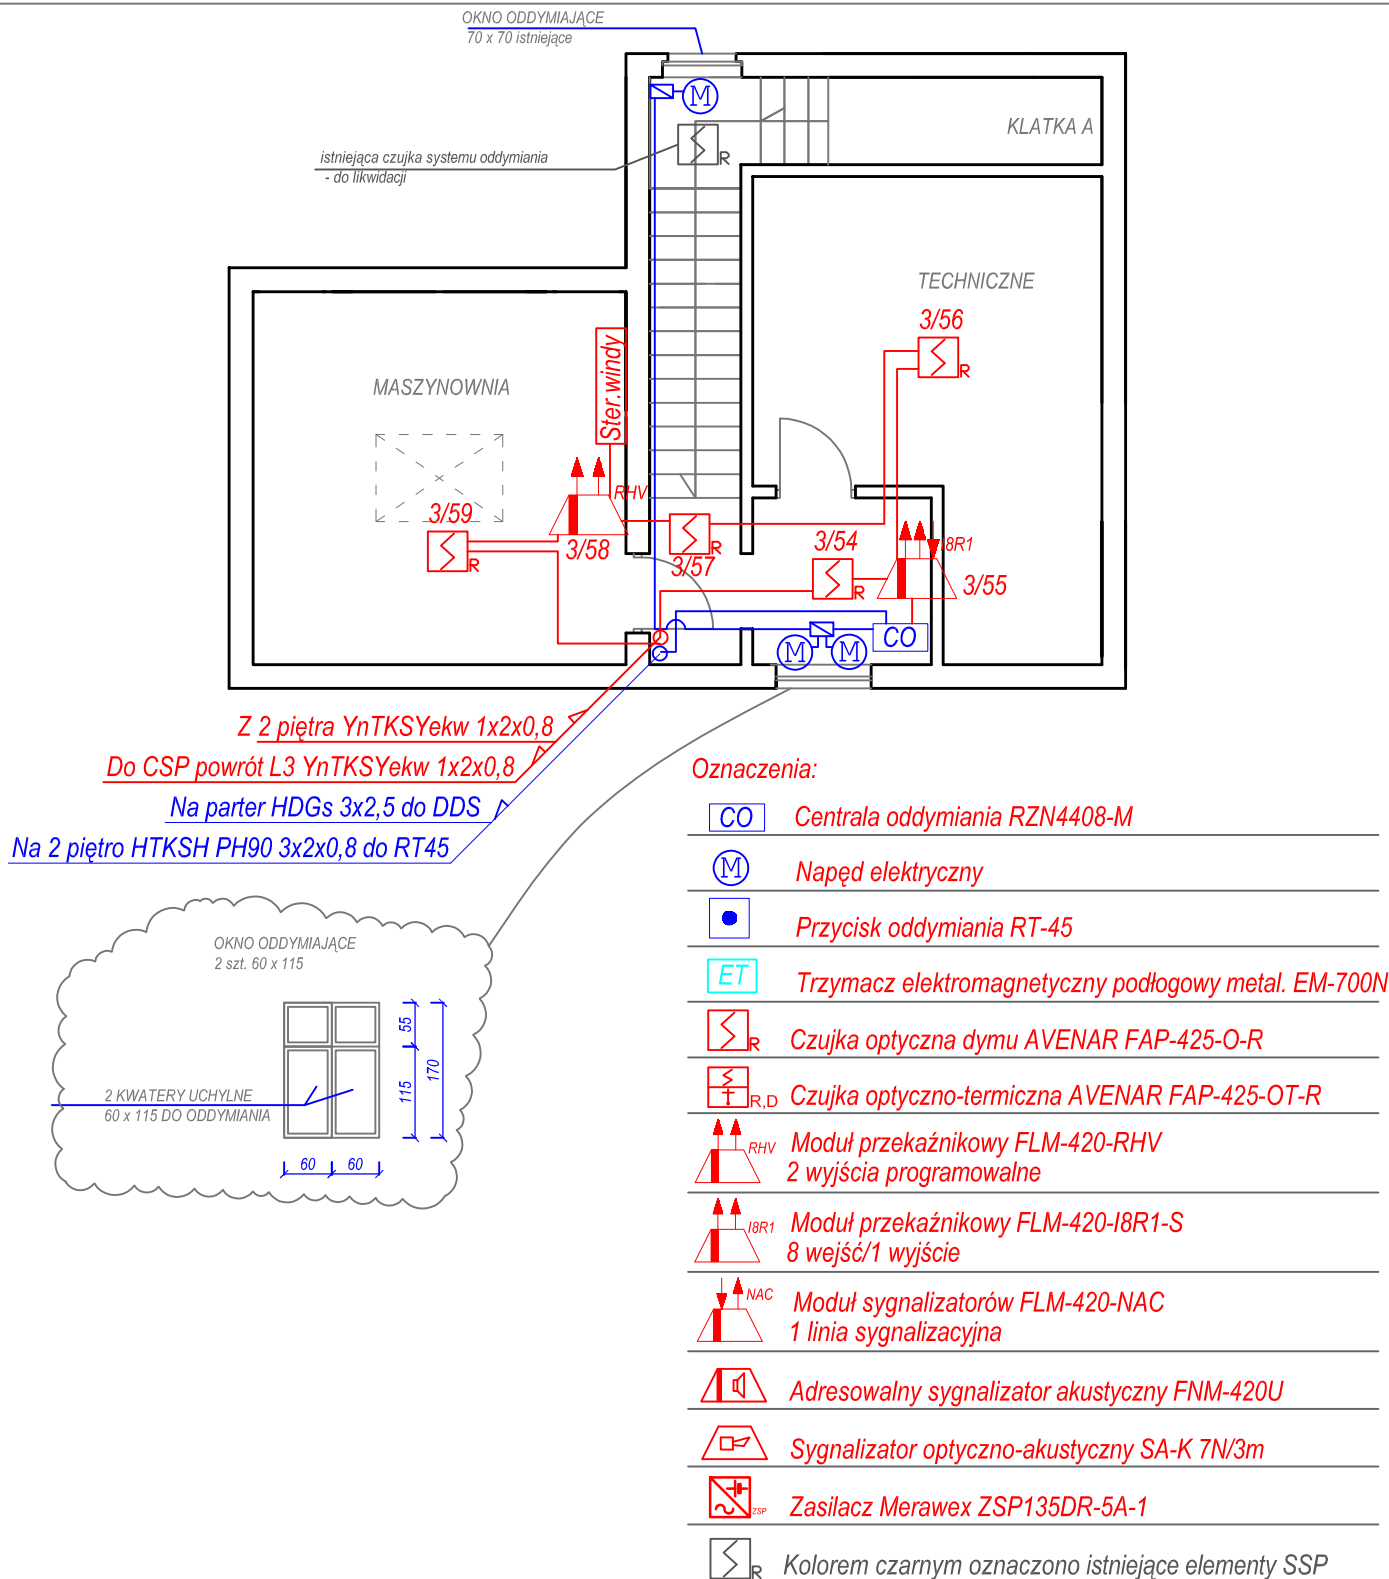 OKNO ODDYMIAJĄCE
70 x 70 istniejące
M
KLATKA A
R
istniejąca czujka systemu oddymiania
- do likwidacji
TECHNICZNE
3/56
R
MASZYNOWNIA
Ster.windy
RHV
3/59
R
3/58
R
3/57
3/54
R
I8R1
3/55
CO
M
M
Z 2 piętra YnTKSYekw 1x2x0,8
Do CSP powrót L3 YnTKSYekw 1x2x0,8
Na parter HDGs 3x2,5 do DDS
Na 2 piętro HTKSH PH90 3x2x0,8 do RT45
OKNO ODDYMIAJĄCE
2 szt. 60 x 115
55
115
170
2 KWATERY UCHYLNE
60 x 115 DO ODDYMIANIA
60
60
Oznaczenia:
CO Centrala oddymiania RZN4408-M
M Napęd elektryczny
Przycisk oddymiania RT-45
ET Trzymacz elektromagnetyczny podłogowy metal. EM-700N
R Czujka optyczna dymu AVENAR FAP-425-O-R
R,D Czujka optyczno-termiczna AVENAR FAP-425-OT-R
RHV Moduł przekaźnikowy FLM-420-RHV
2 wyjścia programowalne
I8R1 Moduł przekaźnikowy FLM-420-I8R1-S
8 wejść/1 wyjście
NAC Moduł sygnalizatorów FLM-420-NAC
1 linia sygnalizacyjna
Adresowalny sygnalizator akustyczny FNM-420U
Sygnalizator optyczno-akustyczny SA-K 7N/3m
ZSP Zasilacz Merawex ZSP135DR-5A-1
R Kolorem czarnym oznaczono istniejące elementy SSP